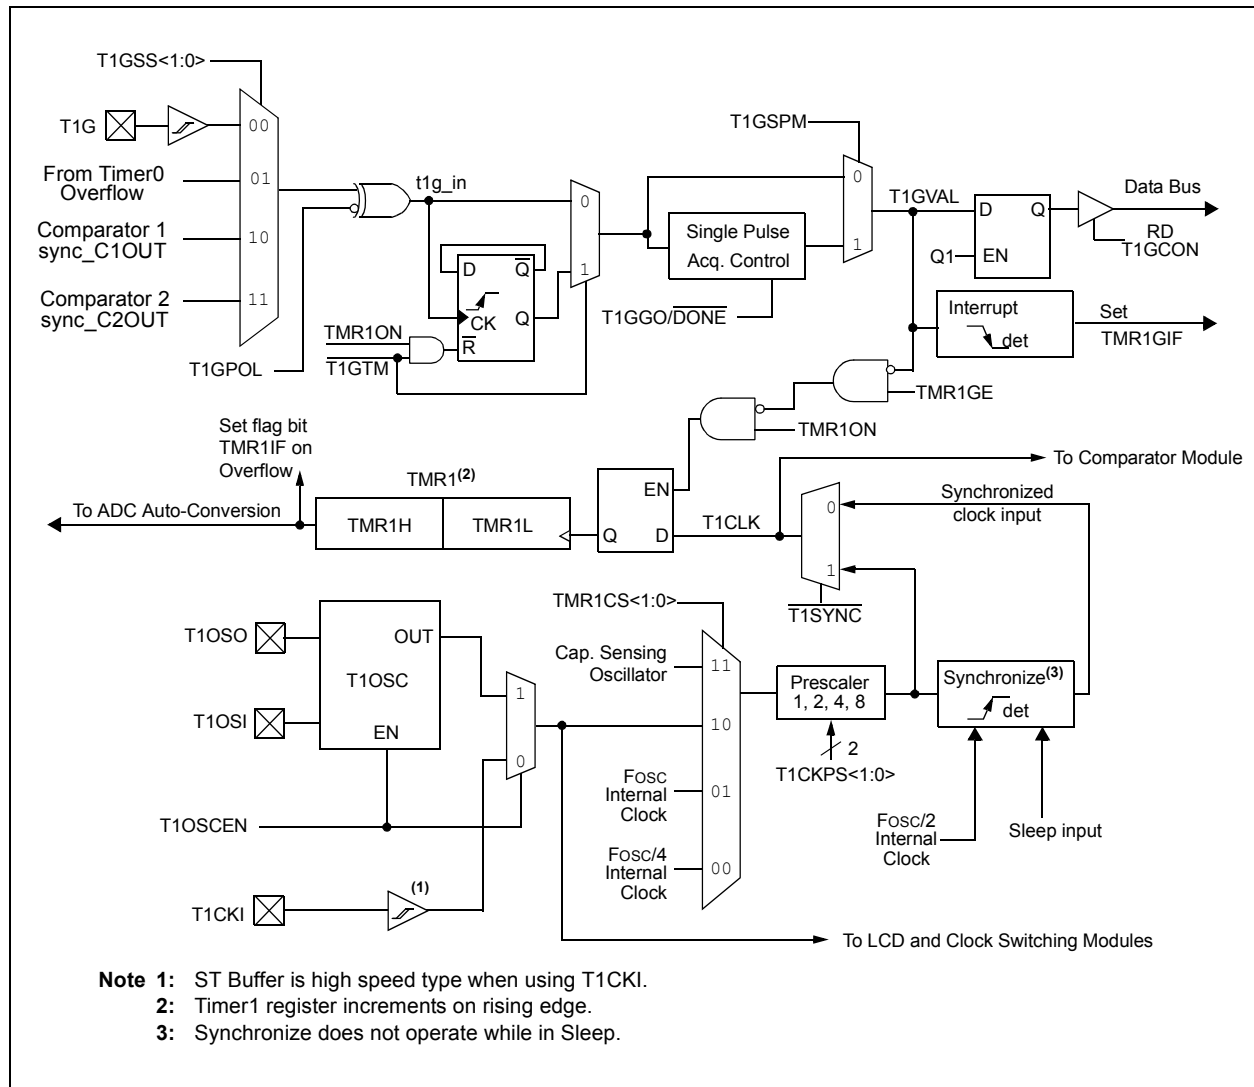 T1GSS<1:0>
T1G
00
From Timer0
Overflow
01
Comparator 1
sync_C1OUT
10
Comparator 2
sync_C2OUT
11
T1GPOL
t1g_in
0
1
D
Q
CK
Q
R
TMR1ON
T1GTM
T1GSPM
Single Pulse
Acq. Control
T1GGO/DONE
0
1
T1GVAL
D
Q
Q1
EN
Data Bus
RD
T1GCON
Interrupt
det
Set
TMR1GIF
TMR1GE
TMR1ON
Set flag bit
TMR1IF on
Overflow
TMR1(2)
To ADC Auto-Conversion
TMR1H
TMR1L
EN
Q
D
T1CLK
To Comparator Module
Synchronized
clock input
0
1
T1SYNC
T1OSO
T1OSI
OUT
T1OSC
EN
1
0
T1OSCEN
T1CKI
(1)
TMR1CS<1:0>
Cap. Sensing
Oscillator
11
10
FOSC
Internal
Clock
01
FOSC/4
Internal
Clock
00
Prescaler
1, 2, 4, 8
2
T1CKPS<1:0>
Synchronize(3)
det
FOSC/2
Internal
Clock
Sleep input
To LCD and Clock Switching Modules
Note 1: ST Buffer is high speed type when using T1CKI.
2: Timer1 register increments on rising edge.
3: Synchronize does not operate while in Sleep.